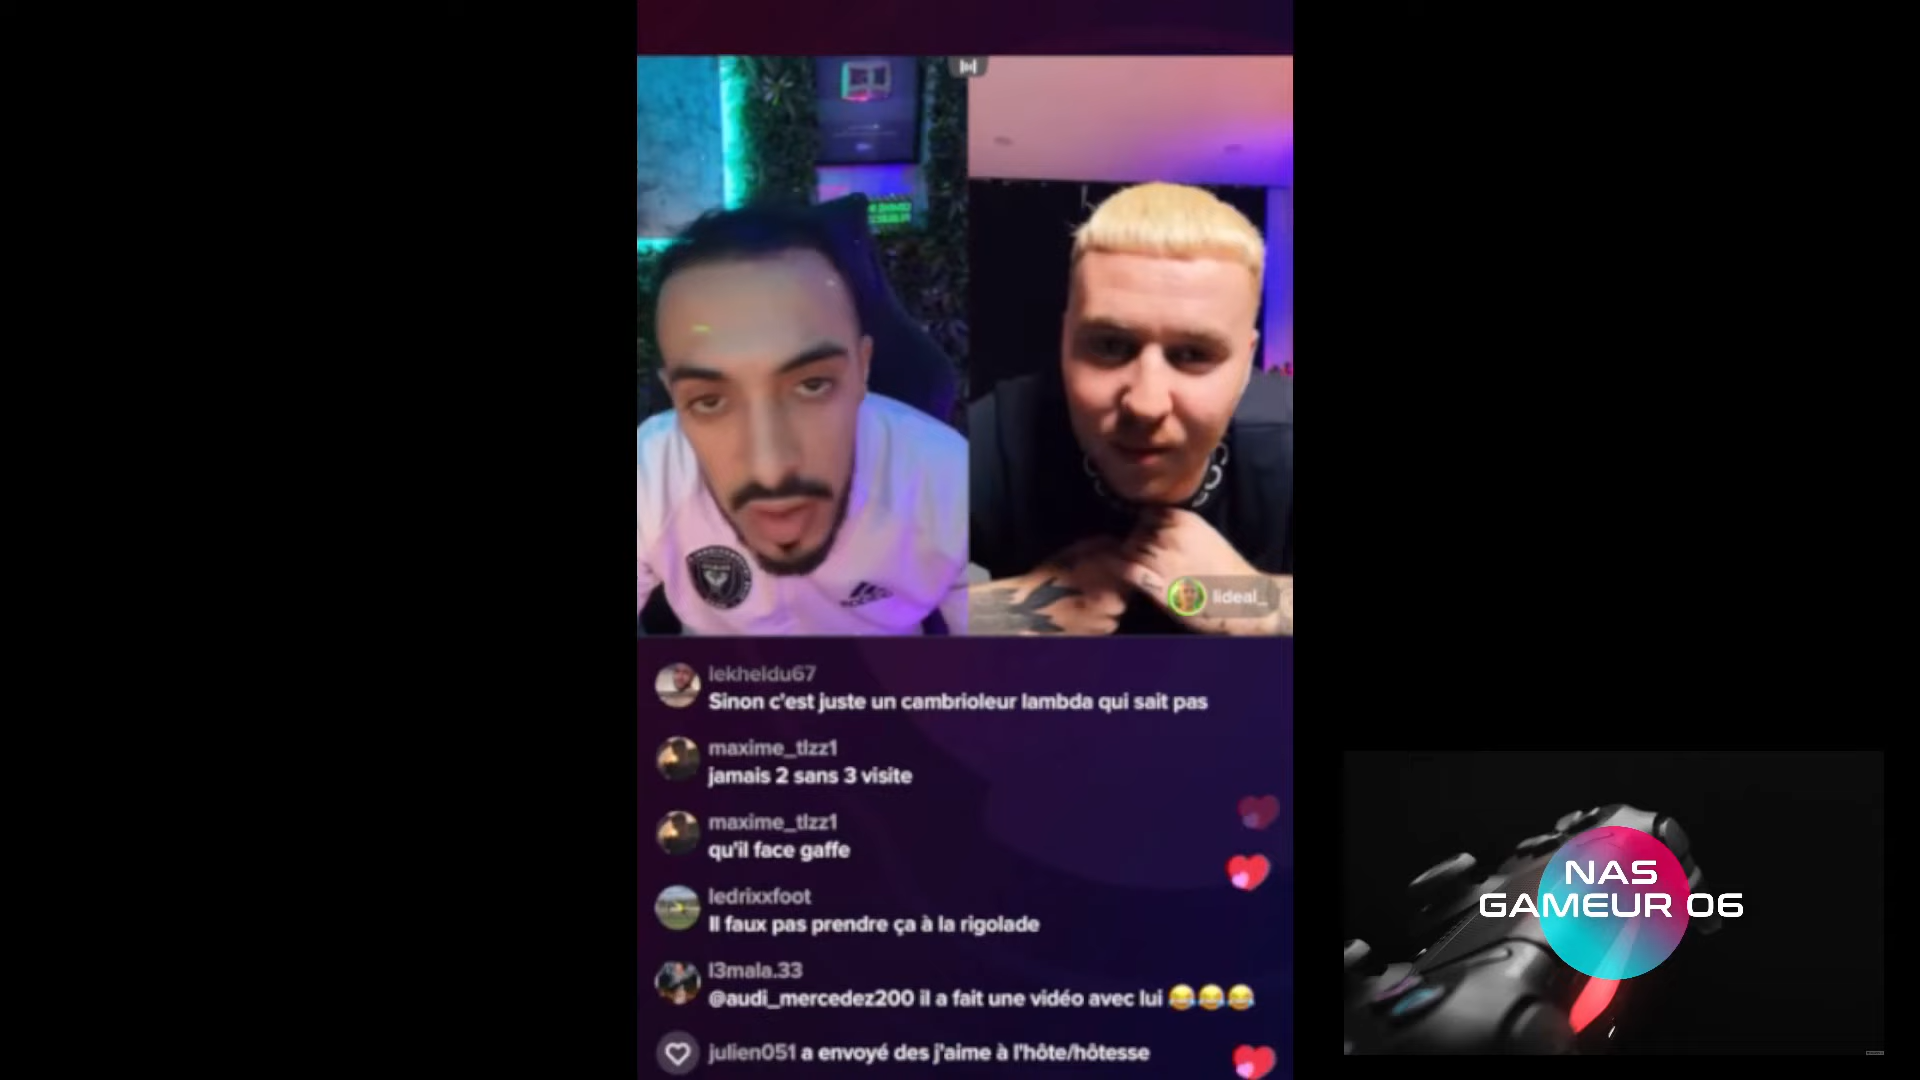 lideal_
lekheldu67
Sinon c'est juste un cambrioleur lambda qui sait pas
maxime_tlzz1
jamais 2 sans 3 visite
maxime_tlzz1
qu'il face gaffe
ledrixxfoot
Il faux pas prendre ça à la rigolade
l3mala.33
@audi_mercedez200 il a fait une vidéo avec lui 😂😂😂
julien051 a envoyé des j'aime à l'hôte/hôtesse
NAS
GAMEUR 06